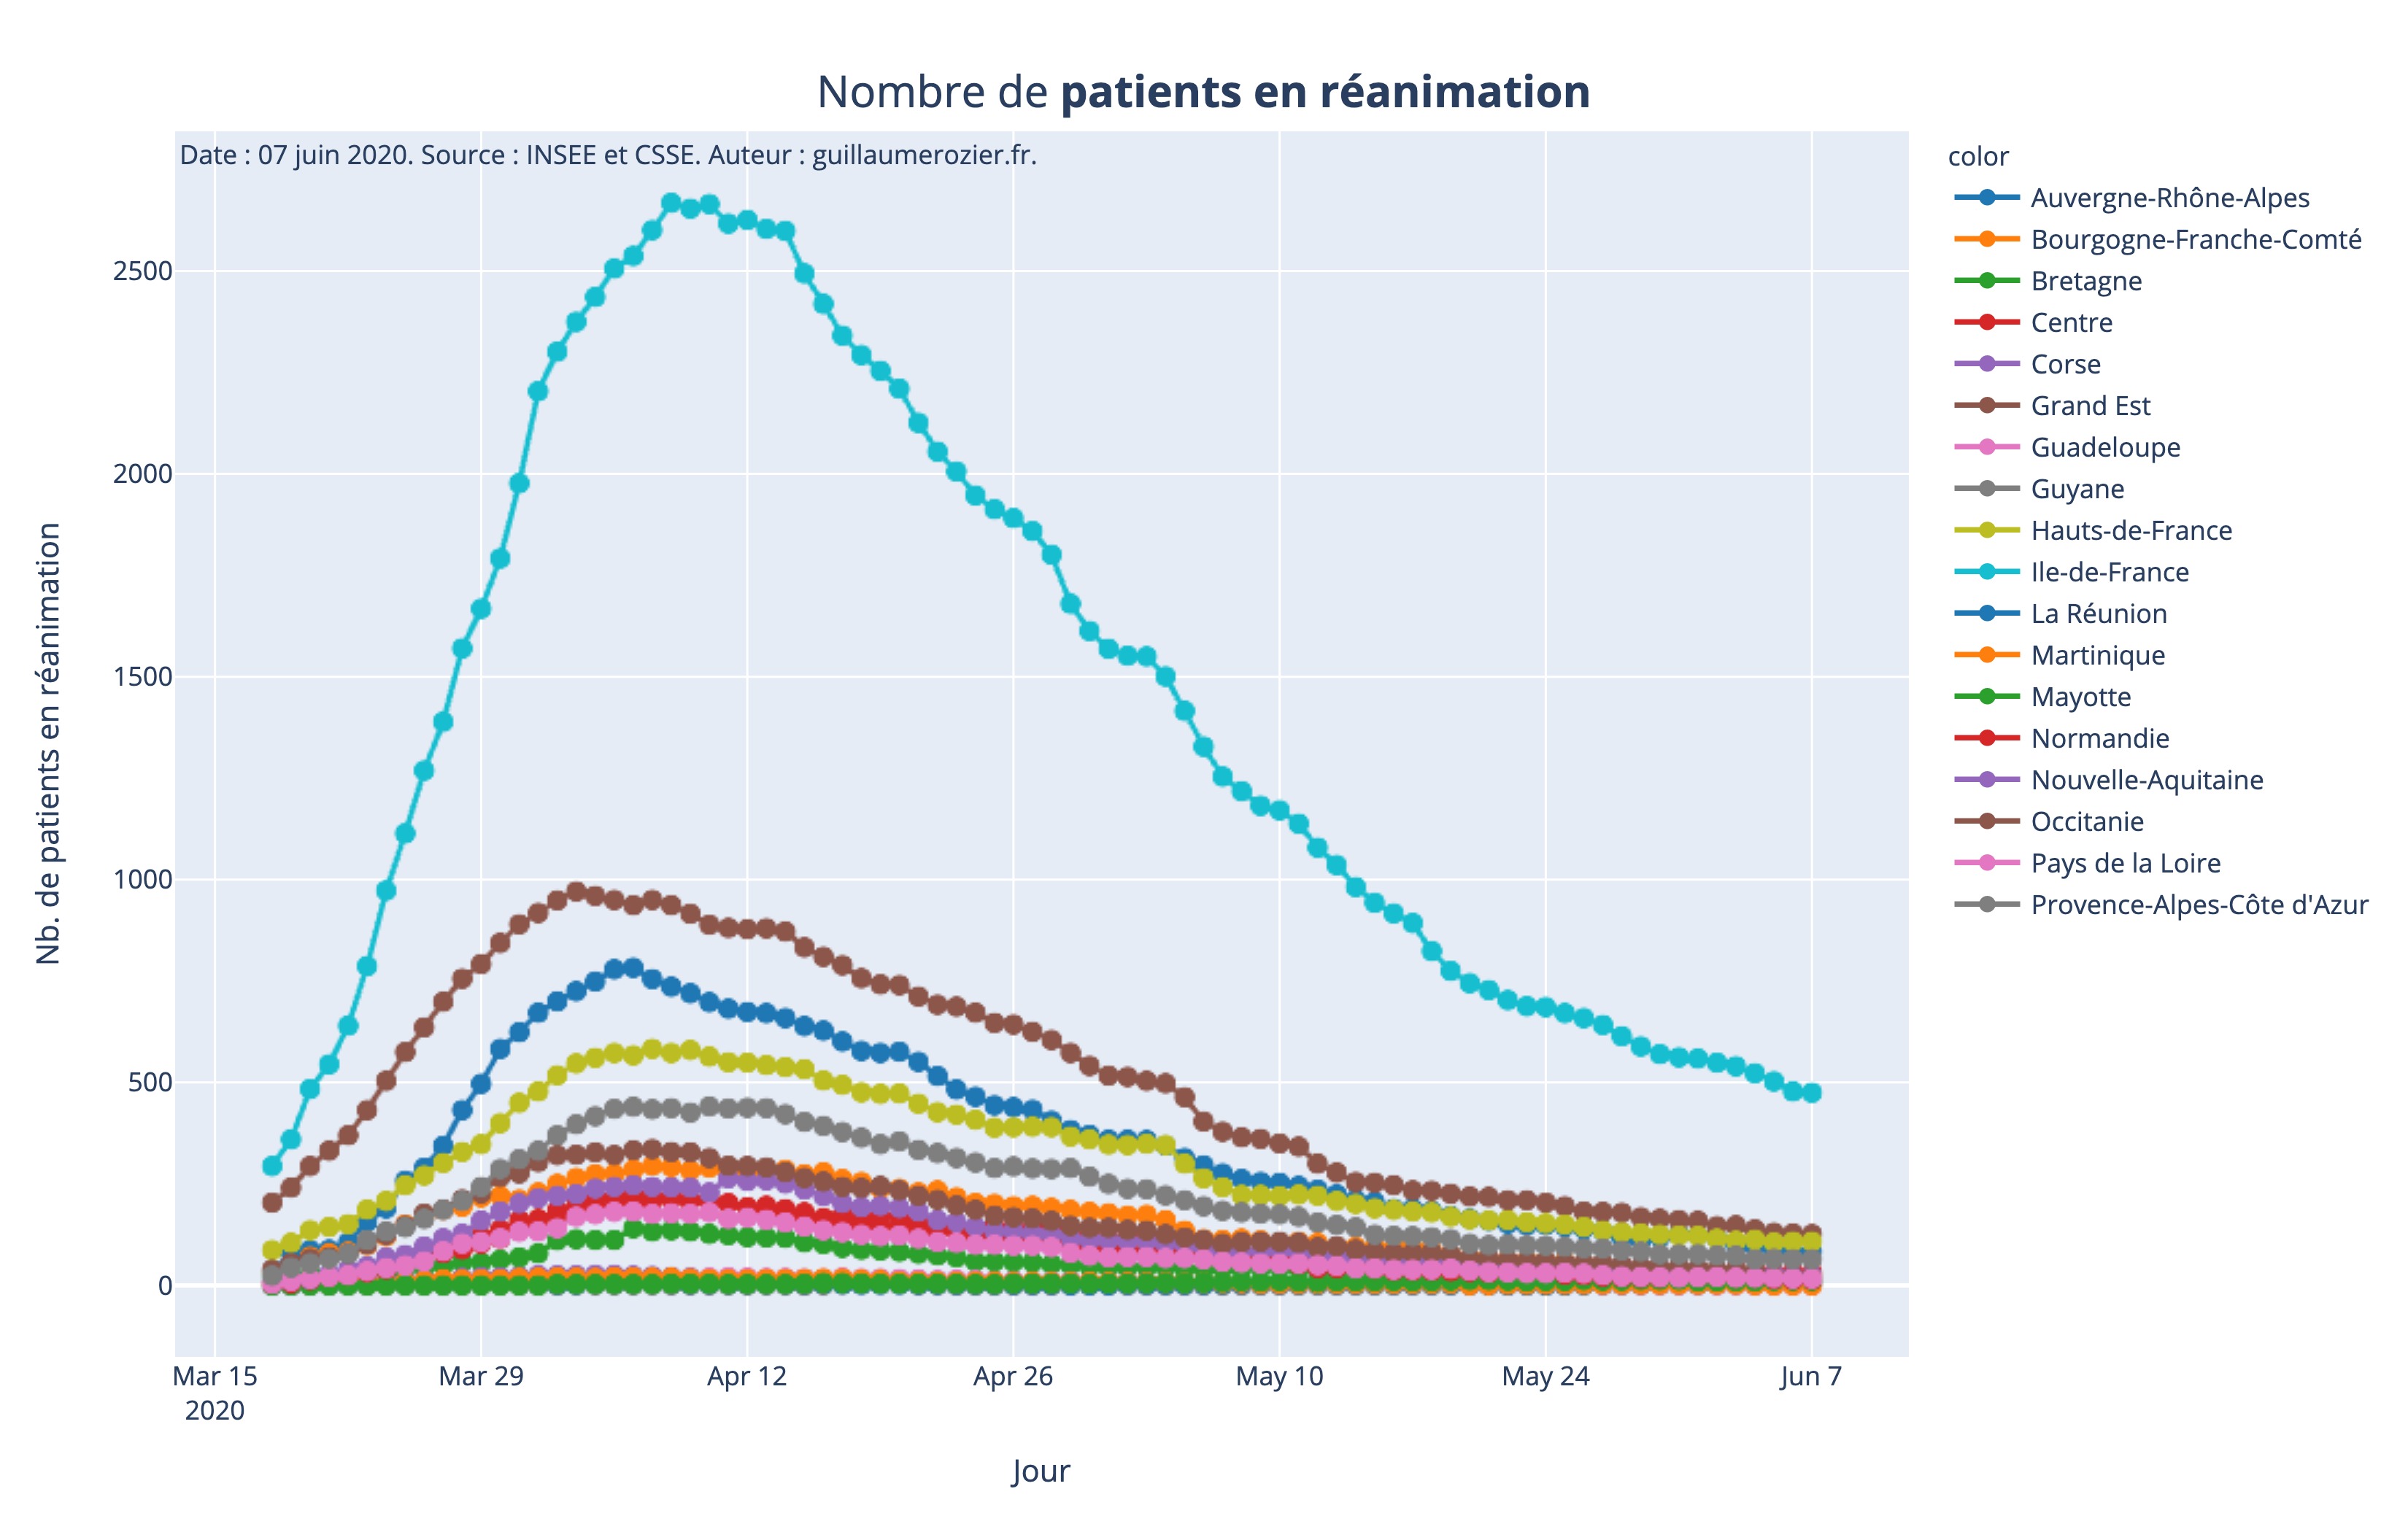 Nombre de patients en réanimation
Date : 07 juin 2020. Source : INSEE et CSSE. Auteur : guillaumerozier.fr.
color
Auvergne-Rhône-Alpes
Bourgogne-Franche-Comté
Bretagne
Centre
Corse
Grand Est
Guadeloupe
Guyane
Hauts-de-France
Ile-de-France
La Réunion
Martinique
Mayotte
Normandie
Nouvelle-Aquitaine
Occitanie
Pays de la Loire
Provence-Alpes-Côte d'Azur
Nb. de patients en réanimation
2500
2000
1500
1000
500
0
Mar 15
2020
Mar 29
Apr 12
Apr 26
May 10
May 24
Jun 7
Jour